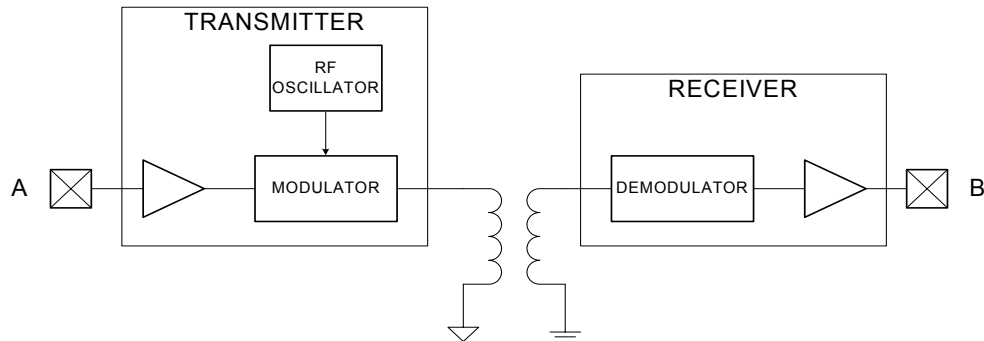 TRANSMITTER
RF
OSCILLATOR
RECEIVER
A
MODULATOR
DEMODULATOR
B